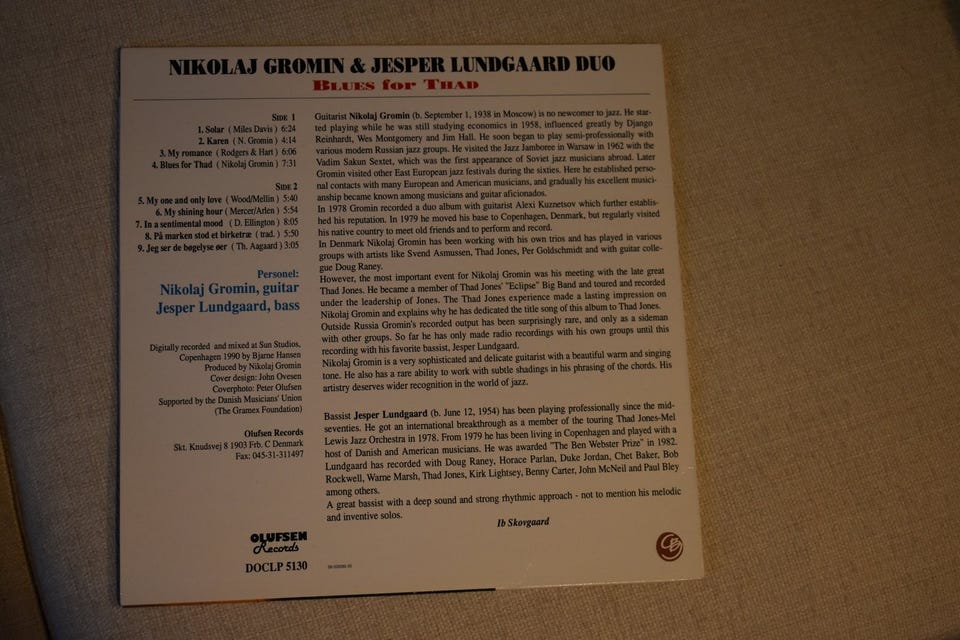 NIKOLAJ GROMIN & JESPER LUNDGAARD DUO
BLUES for THAD
SIDE 1
1. Solar ( Miles Davis ) 6:24
2. Karen ( N. Gromin ) 4:14
3. My romance ( Rodgers & Hart ) 6:06
4. Blues for Thad ( Nikolaj Gromin ) 7:31
SIDE 2
5. My one and only love ( Wood/Mellin ) 5:40
6. My shining hour ( Mercer/Arlen ) 5:54
7. In a sentimental mood ( D. Ellington ) 8:05
8. På marken stod et birketræ ( trad. ) 5:50
9. Jeg ser de bøgelyse øer ( Th. Aagaard ) 3:05
Personel:
Nikolaj Gromin, guitar
Jesper Lundgaard, bass
Digitally recorded and mixed at Sun Studios,
Copenhagen 1990 by Bjarne Hansen
Produced by Nikolaj Gromin
Cover design: John Ovesen
Coverphoto: Peter Olufsen
Supported by the Danish Musicians' Union
(The Gramex Foundation)
Olufsen Records
Skt. Knudsvej 8 1903 Frb. C Denmark
Fax: 045-31-311497
OLUFSEN
Records
DOCLP 5130
Guitarist Nikolaj Gromin (b. September 1, 1938 in Moscow) is no newcomer to jazz. He star-
ted playing while he was still studying economics in 1958, influenced greatly by Django
Reinhardt, Wes Montgomery and Jim Hall. He soon began to play semi-professionally with
various modern Russian jazz groups. He visited the Jazz Jamboree in Warsaw in 1962 with the
Vadim Sakun Sextet, which was the first appearance of Soviet jazz musicians abroad. Later
Gromin visited other East European jazz festivals during the sixties. Here he established perso-
nal contacts with many European and American musicians, and gradually his excellent musici-
anship became known among musicians and guitar aficionados.
In 1978 Gromin recorded a duo album with guitarist Alexi Kuznetsov which further establis-
hed his reputation. In 1979 he moved his base to Copenhagen, Denmark, but regularly visited
his native country to meet old friends and to perform and record.
In Denmark Nikolaj Gromin has been working with his own trios and has played in various
groups with artists like Svend Asmussen, Thad Jones, Per Goldschmidt and with guitar colle-
gue Doug Raney.
However, the most important event for Nikolaj Gromin was his meeting with the late great
Thad Jones. He became a member of Thad Jones' "Eclipse" Big Band and toured and recorded
under the leadership of Jones. The Thad Jones experience made a lasting impression on
Nikolaj Gromin and explains why he has dedicated the title song of this album to Thad Jones.
Outside Russia Gromin's recorded output has been surprisingly rare, and only as a sideman
with other groups. So far he has only made radio recordings with his own groups until this
recording with his favorite bassist, Jesper Lundgaard.
Nikolaj Gromin is a very sophisticated and delicate guitarist with a beautiful warm and singing
tone. He also has a rare ability to work with subtle shadings in his phrasing of the chords. His
artistry deserves wider recognition in the world of jazz.
Bassist Jesper Lundgaard (b. June 12, 1954) has been playing professionally since the mid-
seventies. He got an international breakthrough as a member of the touring Thad Jones-Mel
Lewis Jazz Orchestra in 1978. From 1979 he has been living in Copenhagen and played with a
host of Danish and American musicians. He was awarded "The Ben Webster Prize" in 1982.
Lundgaard has recorded with Doug Raney, Horace Parlan, Duke Jordan, Chet Baker, Bob
Rockwell, Warne Marsh, Thad Jones, Kirk Lightsey, Benny Carter, John McNeil and Paul Bley
among others.
A great bassist with a deep sound and strong rhythmic approach - not to mention his melodic
and inventive solos.
Ib Skovgaard